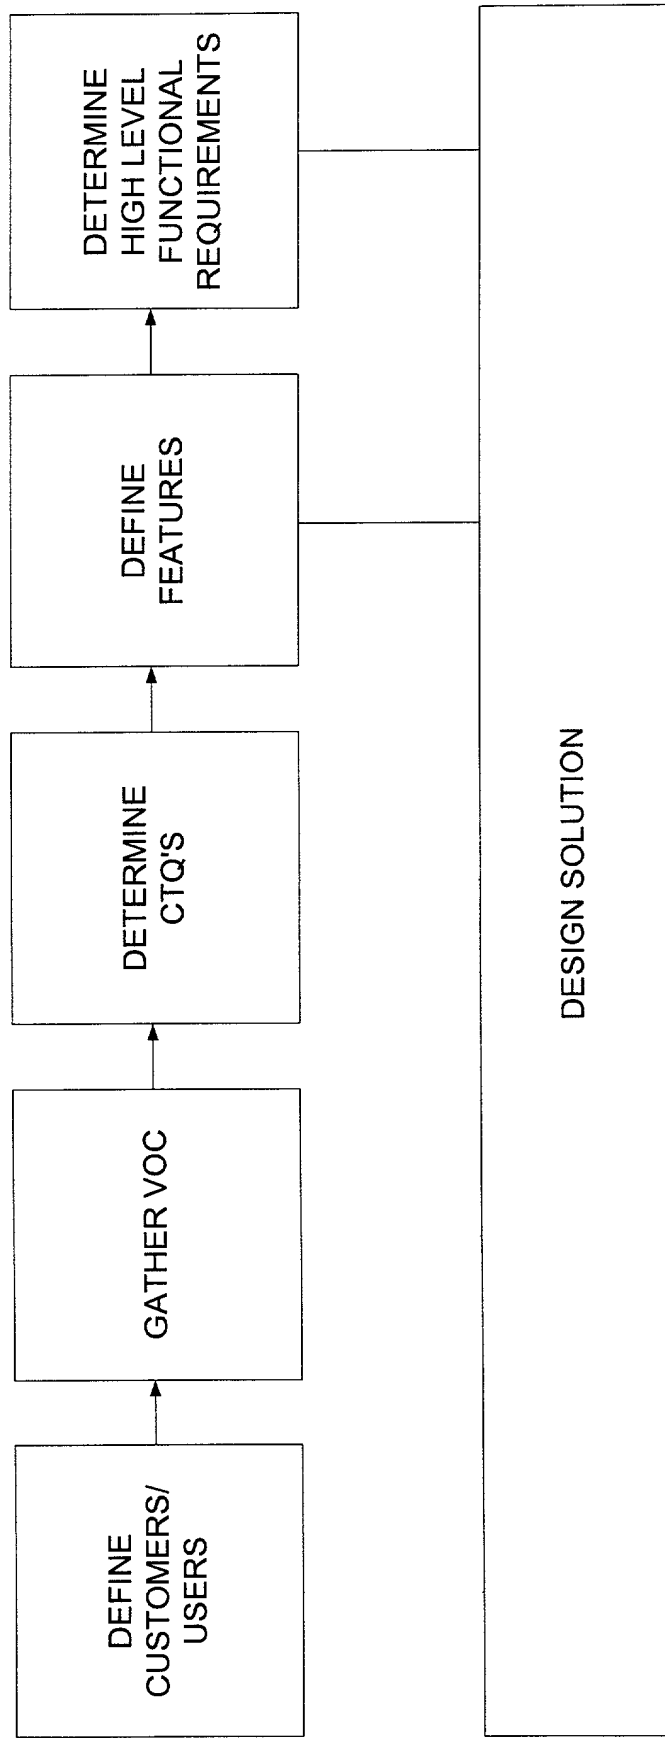 DEFINE
CUSTOMERS/
USERS
GATHER VOC
DETERMINE
CTQ'S
DEFINE
FEATURES
DETERMINE
HIGH LEVEL
FUNCTIONAL
REQUIREMENTS
DESIGN SOLUTION